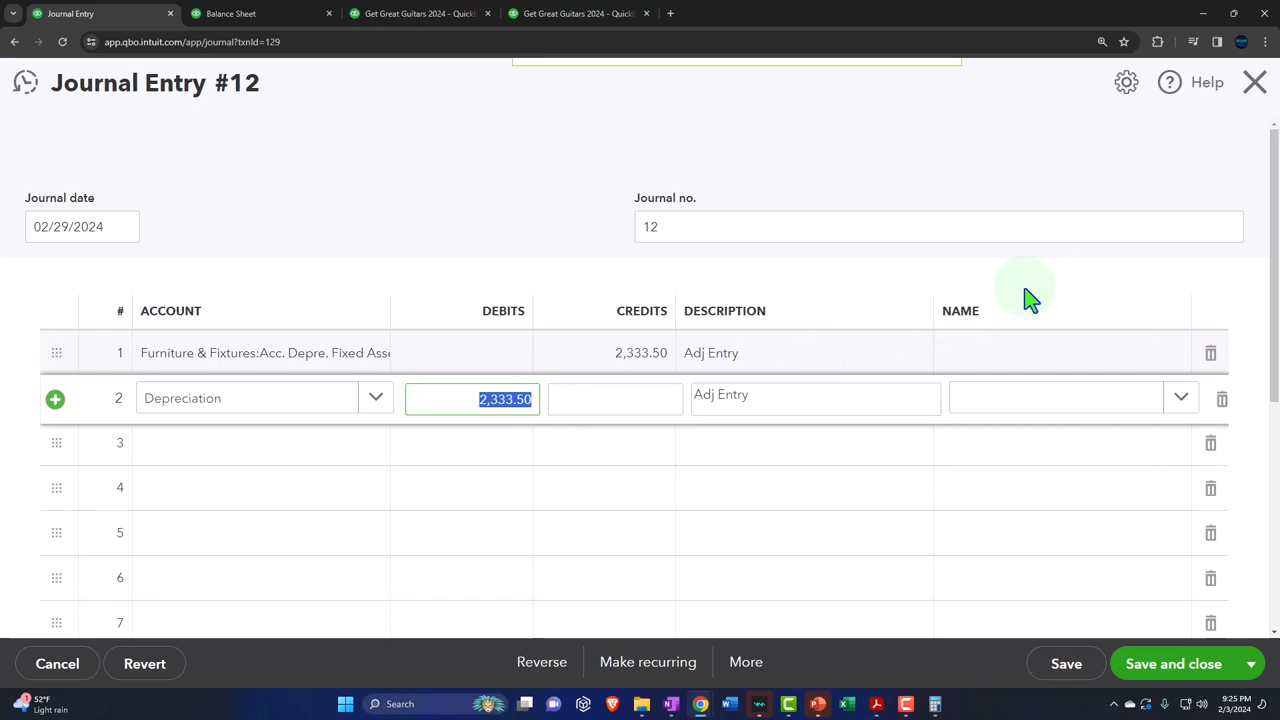 Journal Entry
Balance Sheet
Get Great Guitars 2024 - QuickB
Get Great Guitars 2024 - QuickB
app.qbo.intuit.com/app/journal?txnId=129
Journal Entry #12
Help
Journal date
Journal no.
02/29/2024
12
# ACCOUNT DEBITS CREDITS DESCRIPTION NAME
1 Furniture & Fixtures:Acc. Depre. Fixed Asse 2,333.50 Adj Entry
2 Depreciation 2,333.50 Adj Entry
3
4
5
6
7
Cancel Revert Reverse Make recurring More Save Save and close
52°F
Light rain
Search
9:25 PM
2/3/2024